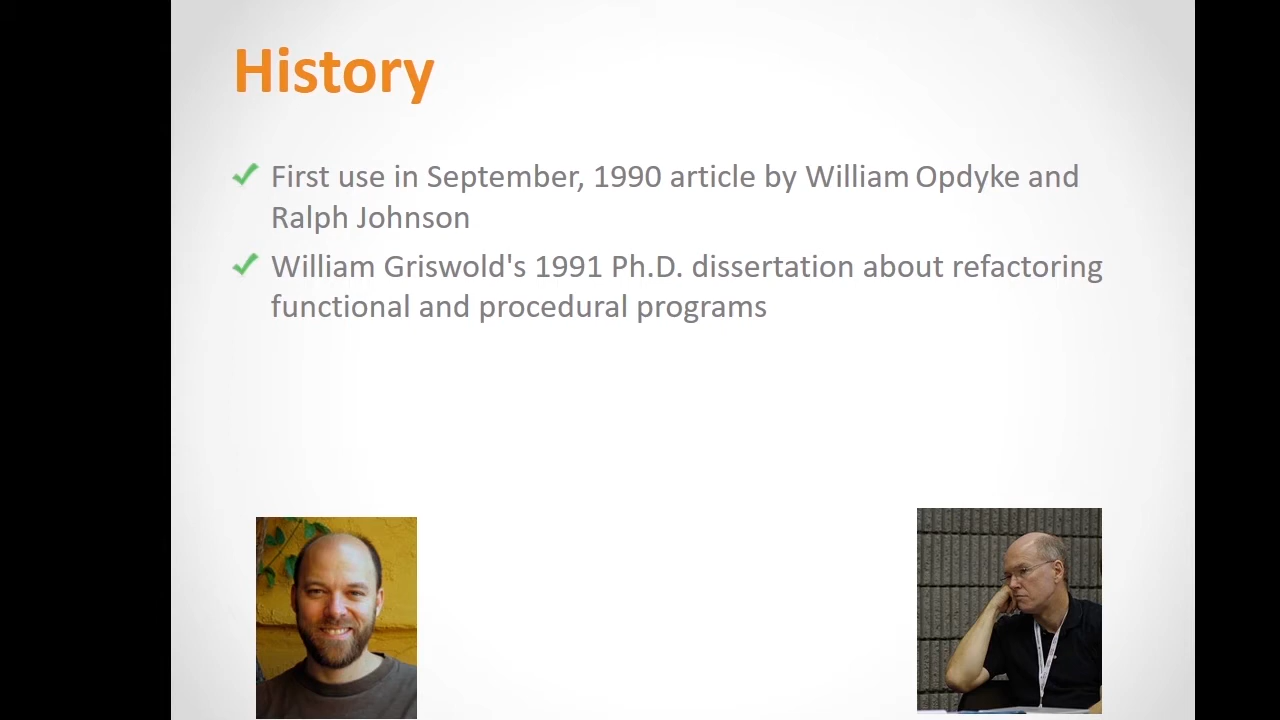 History
First use in September, 1990 article by William Opdyke and
Ralph Johnson
William Griswold's 1991 Ph.D. dissertation about refactoring
functional and procedural programs